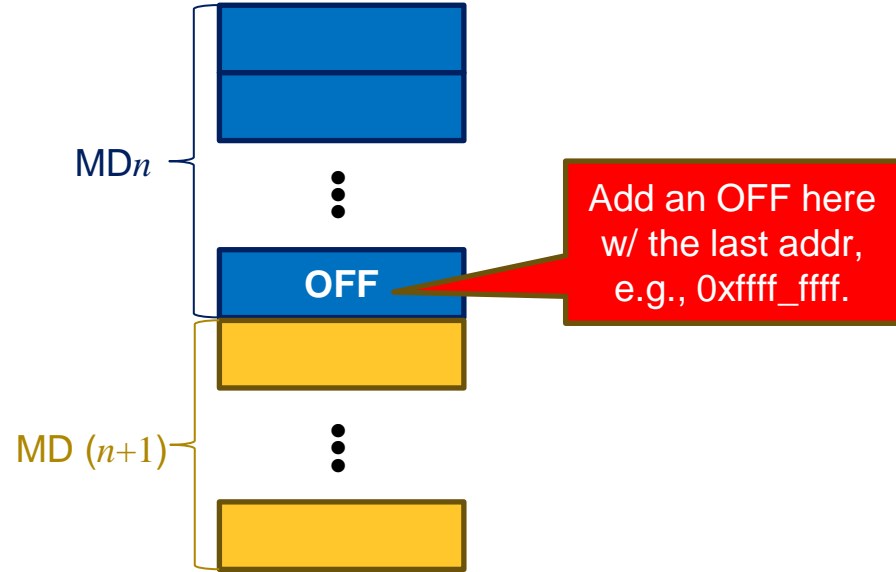 MDn
OFF
Add an OFF here
w/ the last addr,
e.g., 0xffff_ffff.
MD (n+1)